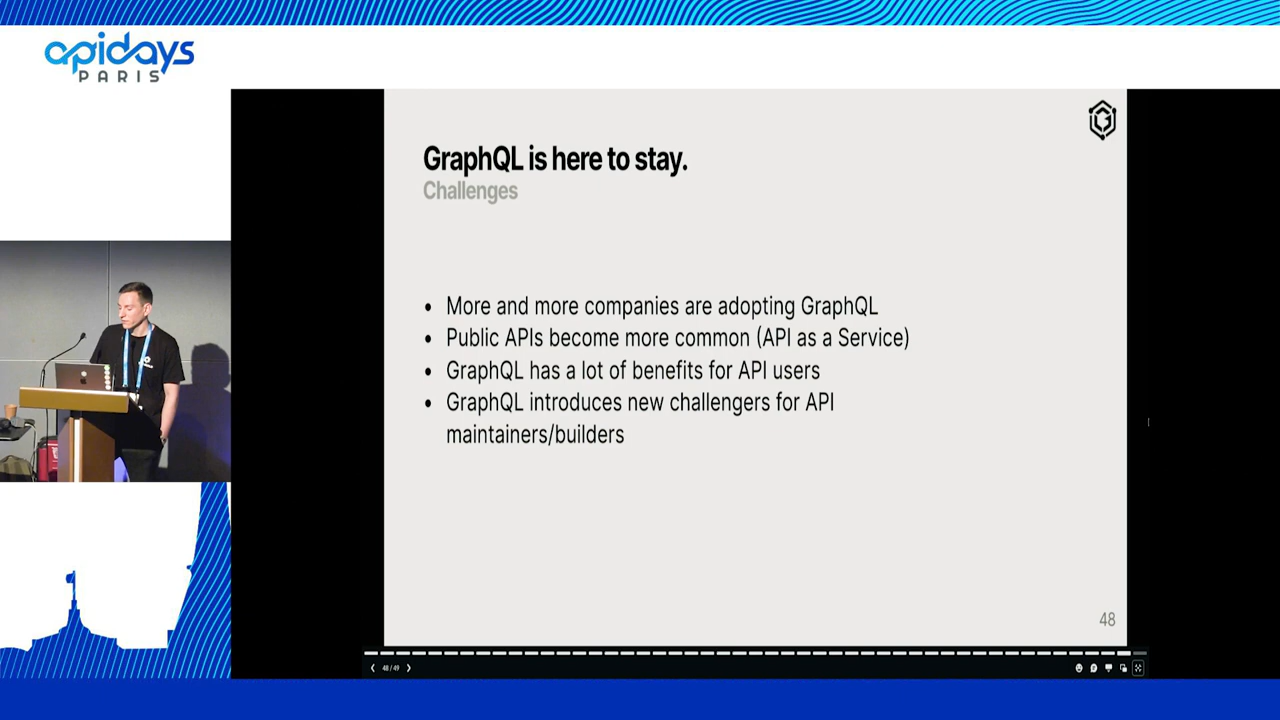 apidays
PARIS
GraphQL is here to stay.
Challenges
• More and more companies are adopting GraphQL
• Public APIs become more common (API as a Service)
• GraphQL has a lot of benefits for API users
• GraphQL introduces new challengers for API
maintainers/builders
48
48 / 49